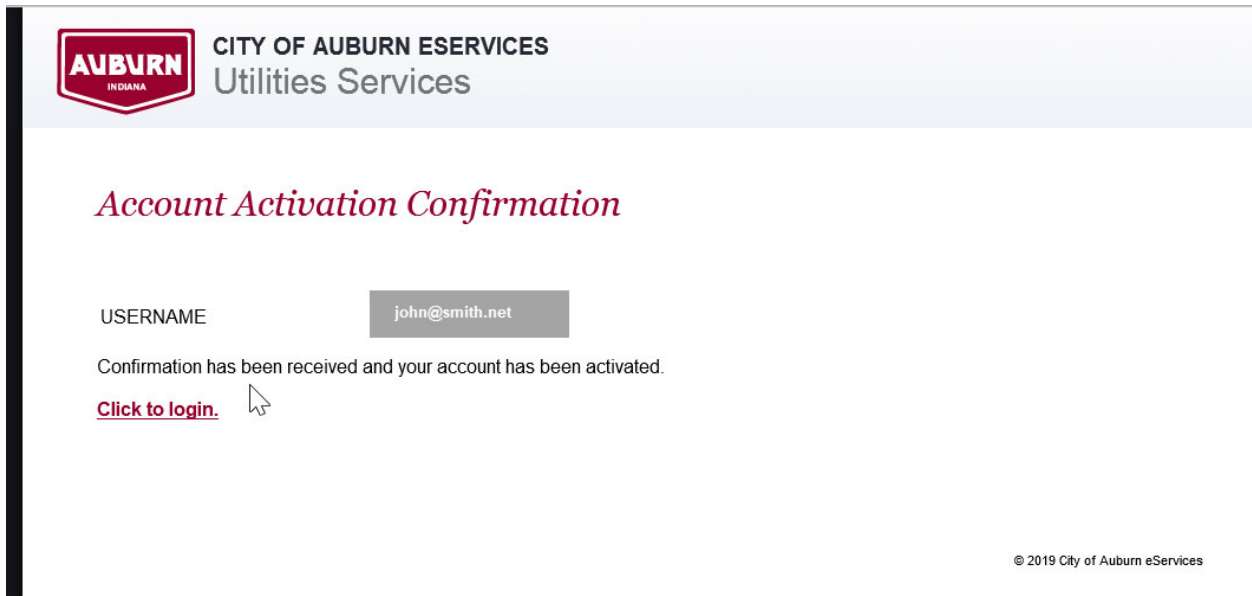 AUBURN
INDIANA
CITY OF AUBURN ESERVICES
Utilities Services
Account Activation Confirmation
USERNAME john@smith.net
Confirmation has been received and your account has been activated.
Click to login.
© 2019 City of Auburn eServices